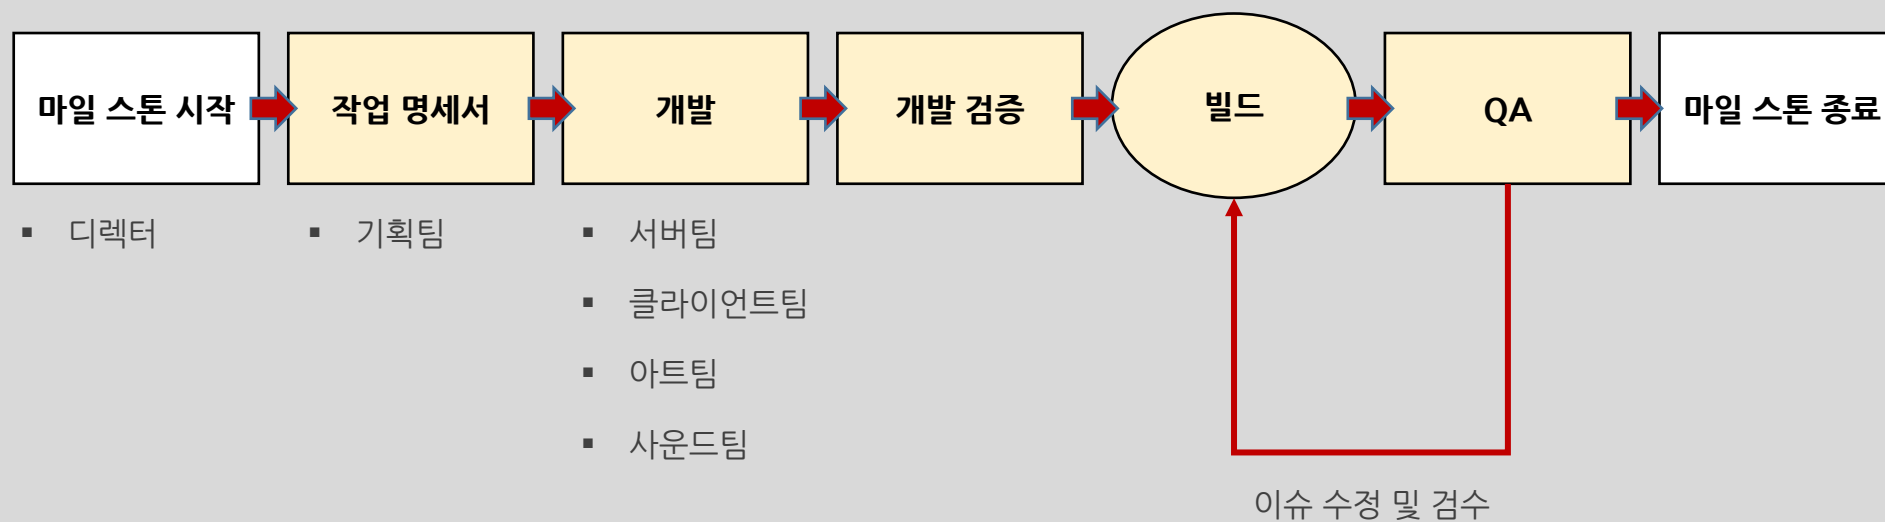 마일 스톤 시작
작업 명세서
개발
개발 검증
빌드
QA
마일 스톤 종료
▪ 디렉터
▪ 기획팀
▪ 서버팀
▪ 클라이언트팀
▪ 아트팀
▪ 사운드팀
이슈 수정 및 검수